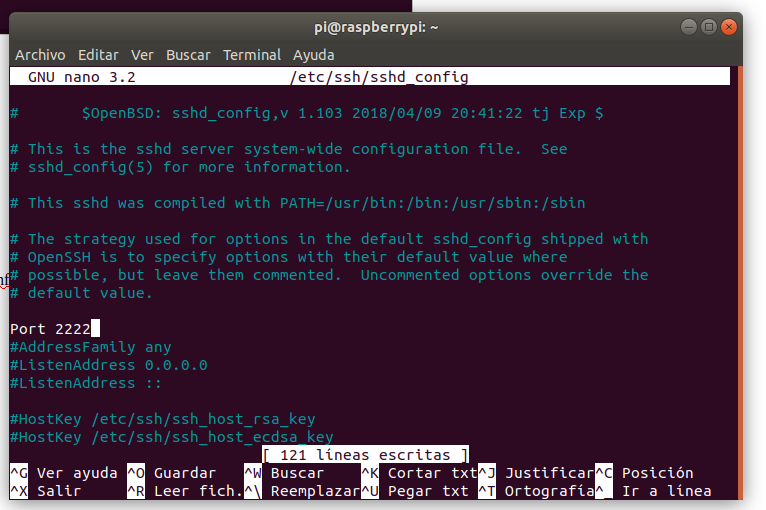 pi@raspberrypi: ~
Archivo Editar Ver Buscar Terminal Ayuda
GNU nano 3.2 /etc/ssh/sshd_config
# $OpenBSD: sshd_config,v 1.103 2018/04/09 20:41:22 tj Exp $
# This is the sshd server system-wide configuration file.  See
# sshd_config(5) for more information.
# This sshd was compiled with PATH=/usr/bin:/bin:/usr/sbin:/sbin
# The strategy used for options in the default sshd_config shipped with
# OpenSSH is to specify options with their default value where
# possible, but leave them commented.  Uncommented options override the
# default value.
Port 2222
#AddressFamily any
#ListenAddress 0.0.0.0
#ListenAddress ::
#HostKey /etc/ssh/ssh_host_rsa_key
#HostKey /etc/ssh/ssh_host_ecdsa_key
[ 121 líneas escritas ]
^G Ver ayuda ^O Guardar ^W Buscar ^K Cortar txt ^J Justificar ^C Posición
^X Salir ^R Leer fich. ^\ Reemplazar ^U Pegar txt ^T Ortografía ^_ Ir a línea